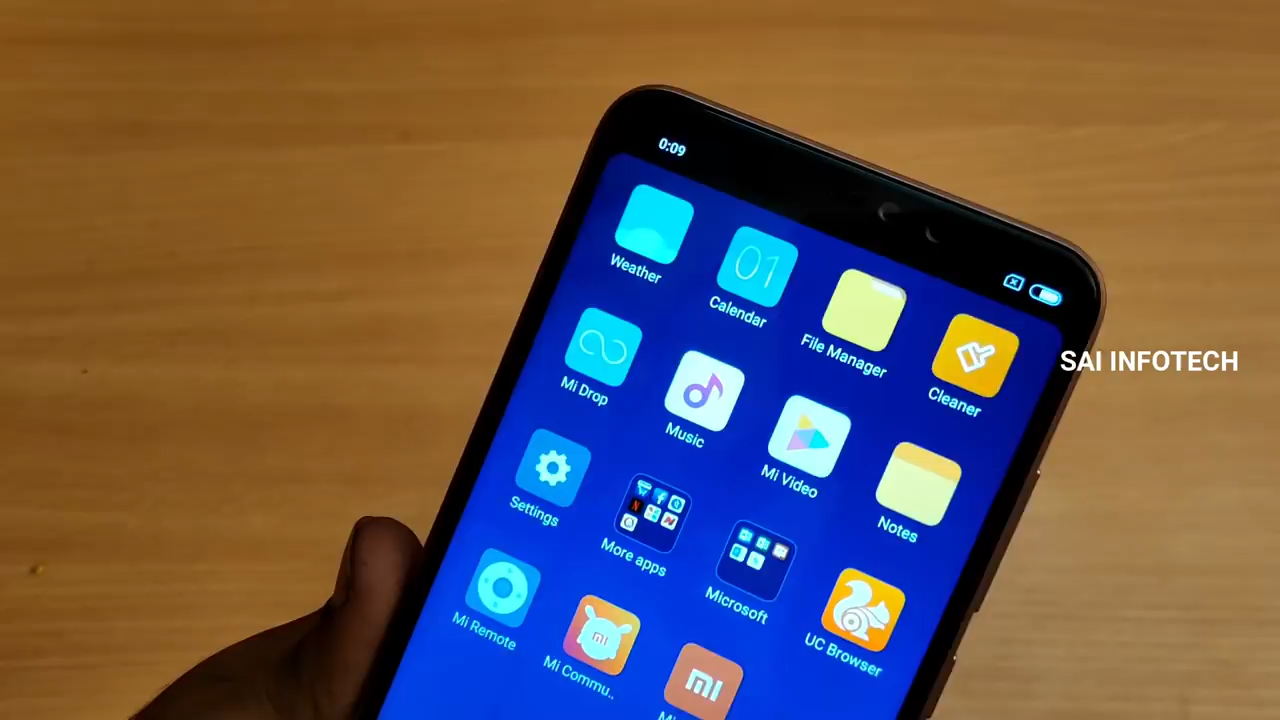 0:09
Weather
01
Calendar
File Manager
Cleaner
SAI INFOTECH
Mi Drop
Music
Mi Video
Notes
Settings
More apps
Microsoft
UC Browser
Mi Remote
mi
Mi Commu..
mi